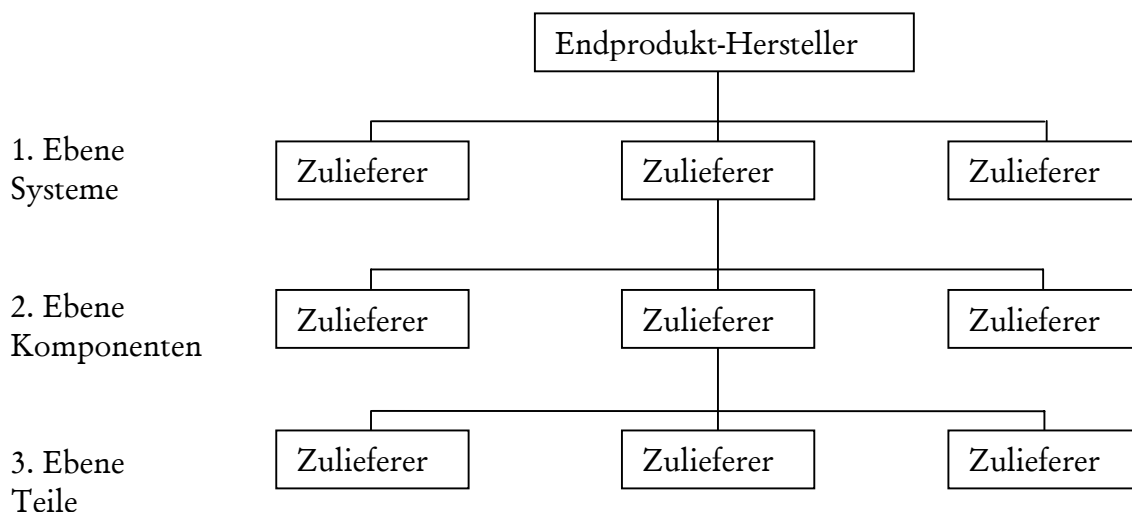 Endprodukt-Hersteller
1. Ebene
Systeme
Zulieferer
Zulieferer
Zulieferer
2. Ebene
Komponenten
Zulieferer
Zulieferer
Zulieferer
3. Ebene
Teile
Zulieferer
Zulieferer
Zulieferer